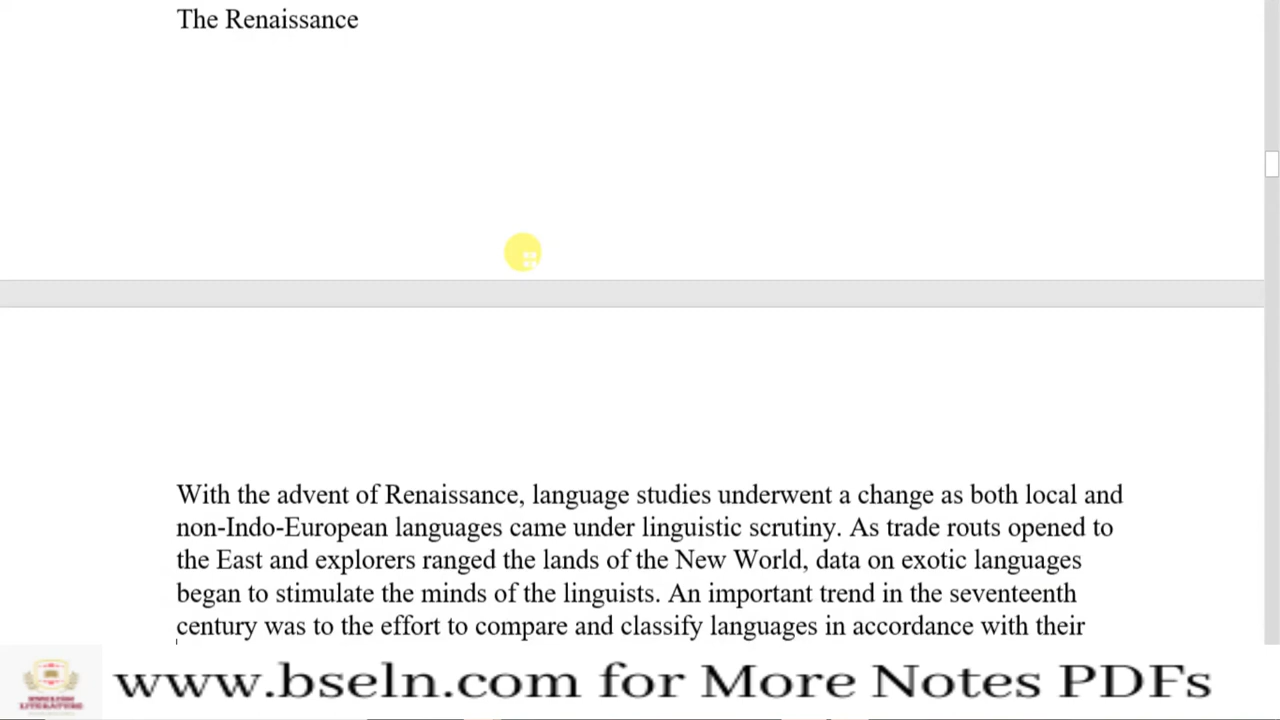 The Renaissance
With the advent of Renaissance, language studies underwent a change as both local and
non-Indo-European languages came under linguistic scrutiny. As trade routs opened to
the East and explorers ranged the lands of the New World, data on exotic languages
began to stimulate the minds of the linguists. An important trend in the seventeenth
century was to the effort to compare and classify languages in accordance with their
ENGLISH
LITERATURE
www.bseln.com for More Notes PDFs